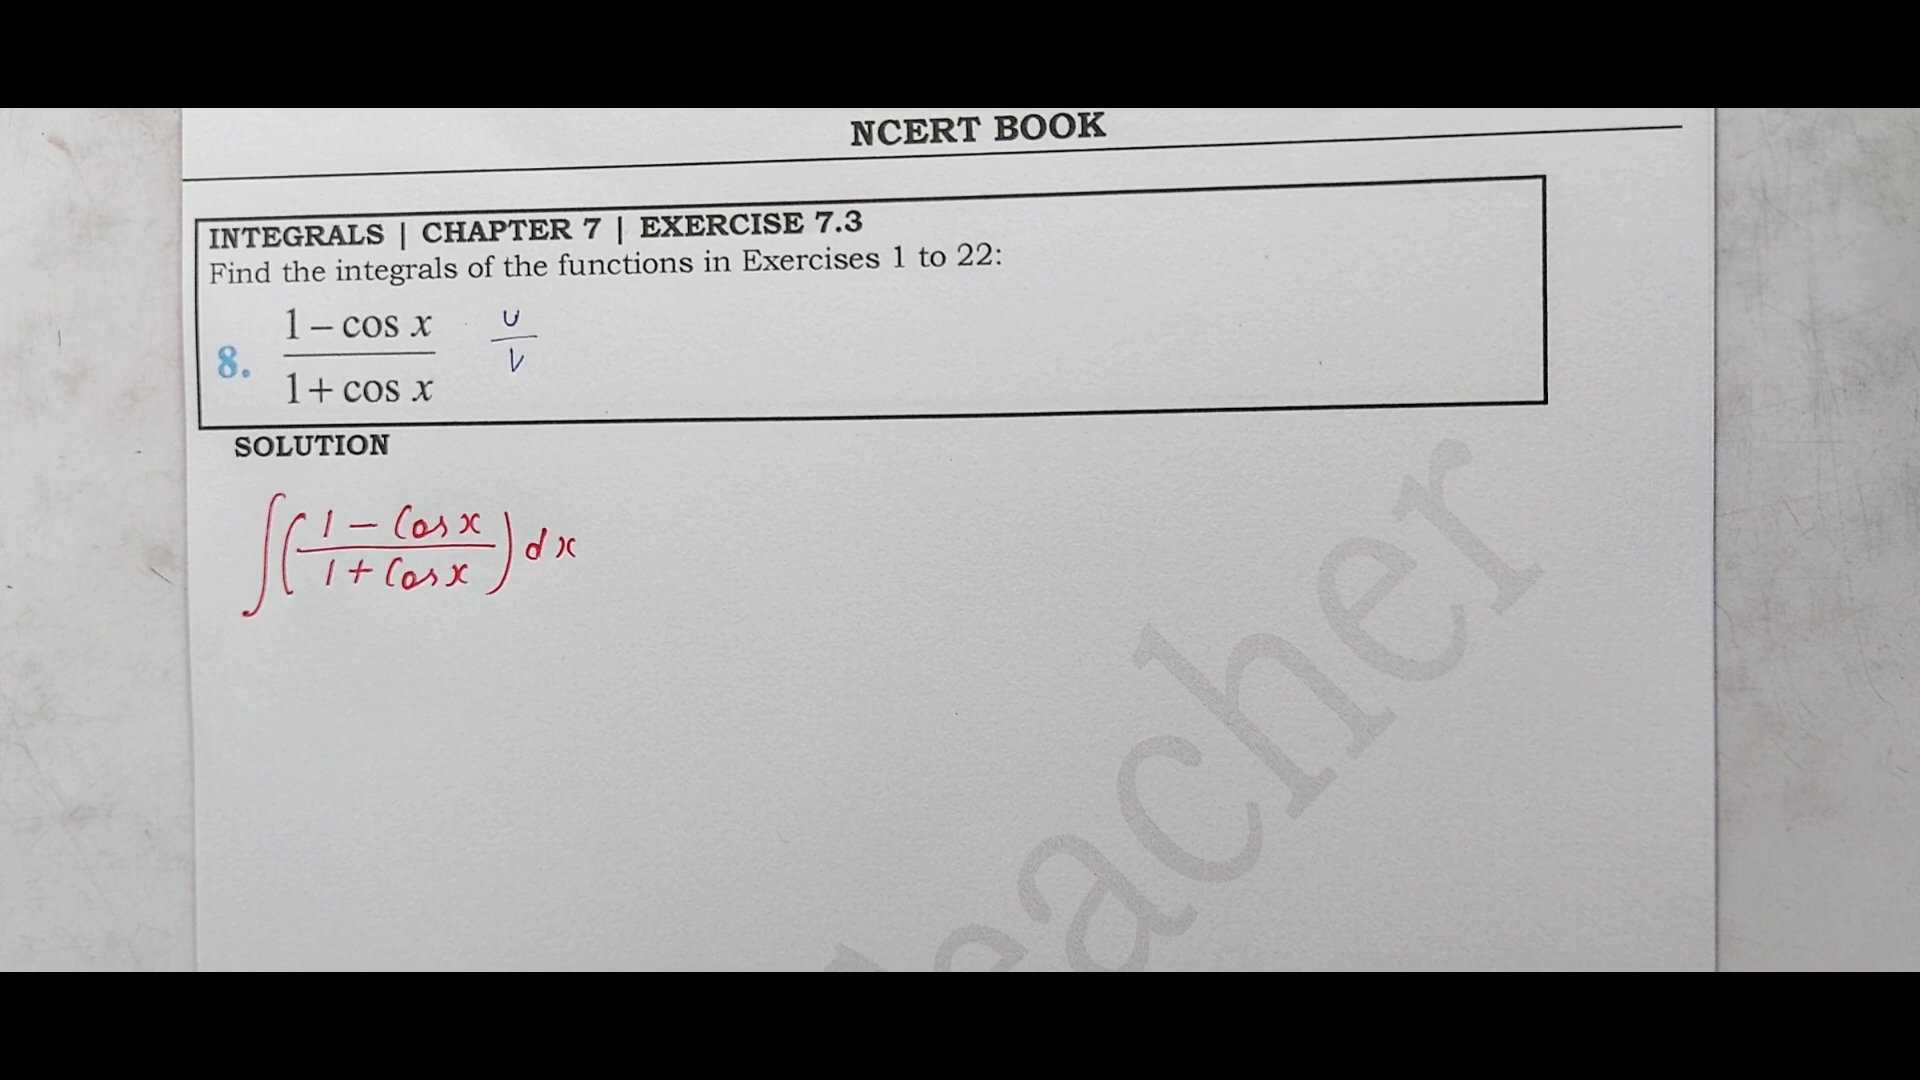 NCERT BOOK
INTEGRALS | CHAPTER 7 | EXERCISE 7.3
Find the integrals of the functions in Exercises 1 to 22:
8. (1 – cos x)/(1 + cos x) u/v
SOLUTION
∫((1 – Cos x)/(1 + Cos x)) dx
eacher